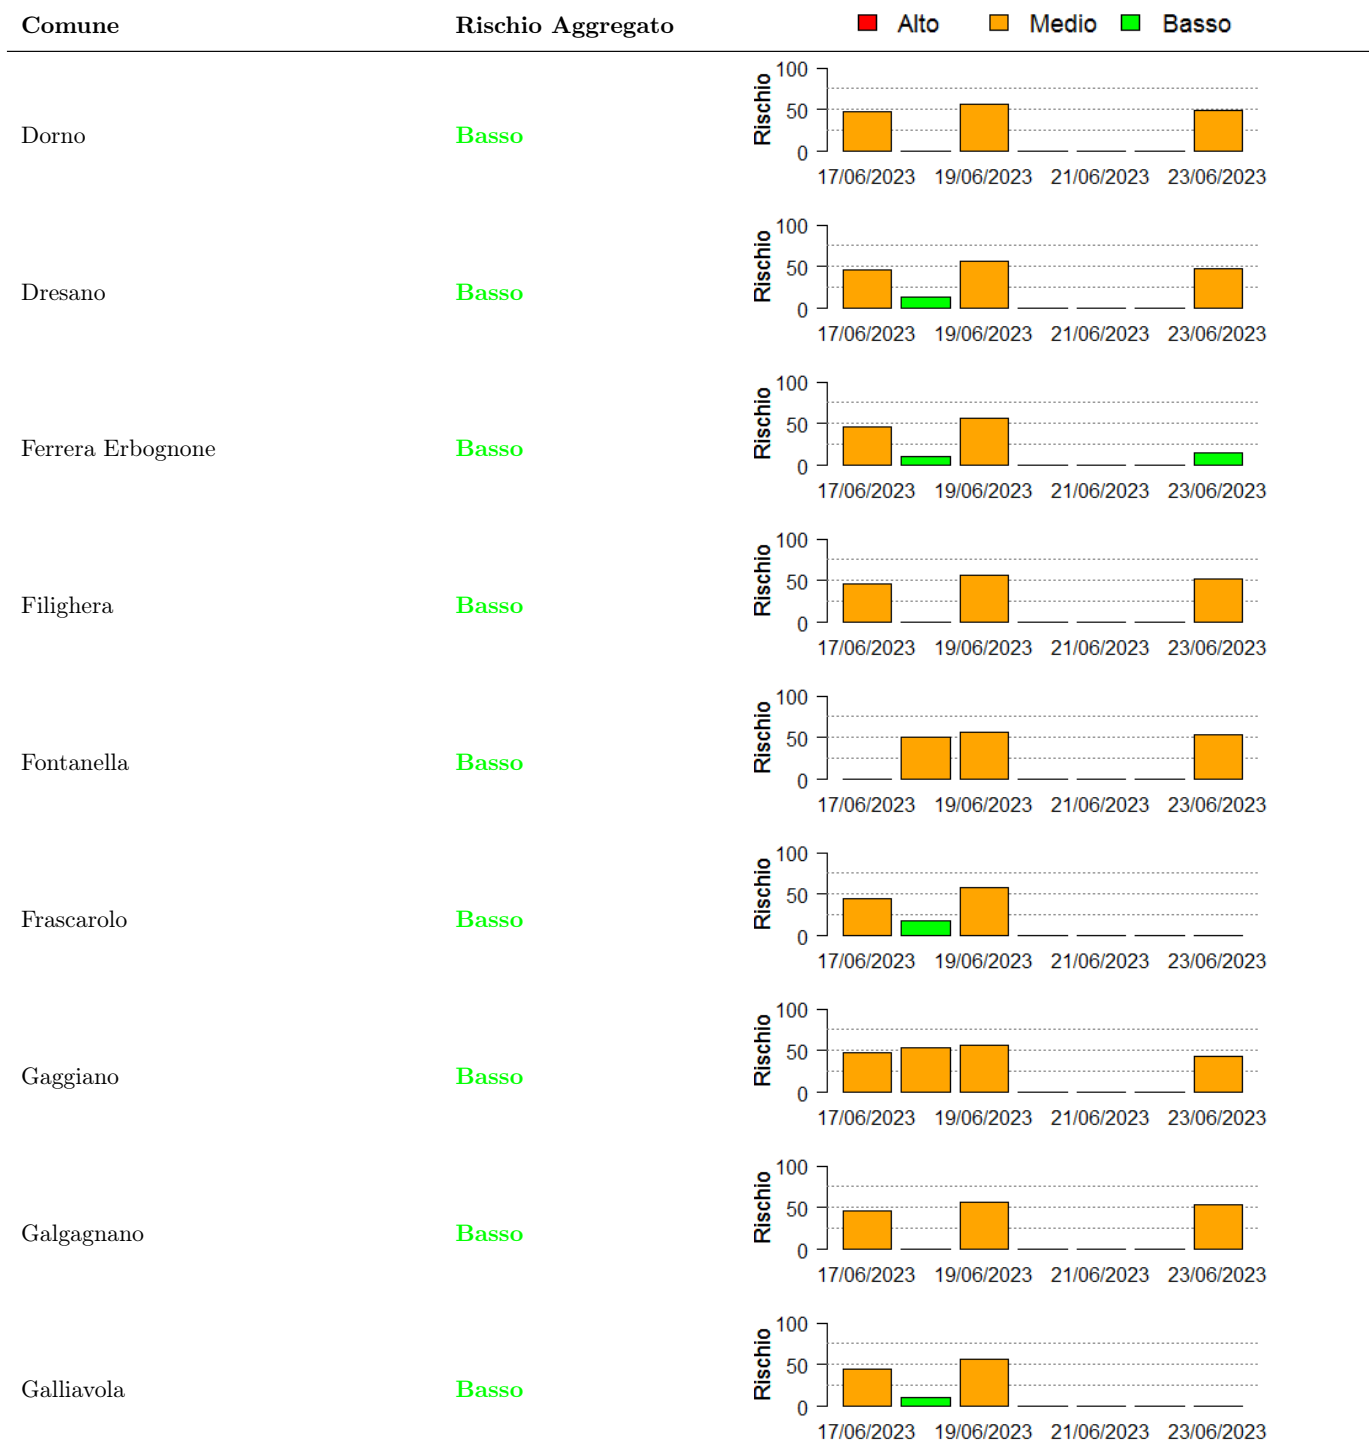 Comune Rischio Aggregato Alto Medio Basso
100
50
0
Rischio
Dorno Basso
17/06/2023 19/06/2023 21/06/2023 23/06/2023
100
50
0
Rischio
Dresano Basso
17/06/2023 19/06/2023 21/06/2023 23/06/2023
100
50
0
Rischio
Ferrera Erbognone Basso
17/06/2023 19/06/2023 21/06/2023 23/06/2023
100
50
0
Rischio
Filighera Basso
17/06/2023 19/06/2023 21/06/2023 23/06/2023
100
50
0
Rischio
Fontanella Basso
17/06/2023 19/06/2023 21/06/2023 23/06/2023
100
50
0
Rischio
Frascarolo Basso
17/06/2023 19/06/2023 21/06/2023 23/06/2023
100
50
0
Rischio
Gaggiano Basso
17/06/2023 19/06/2023 21/06/2023 23/06/2023
100
50
0
Rischio
Galgagnano Basso
17/06/2023 19/06/2023 21/06/2023 23/06/2023
100
50
0
Rischio
Galliavola Basso
17/06/2023 19/06/2023 21/06/2023 23/06/2023